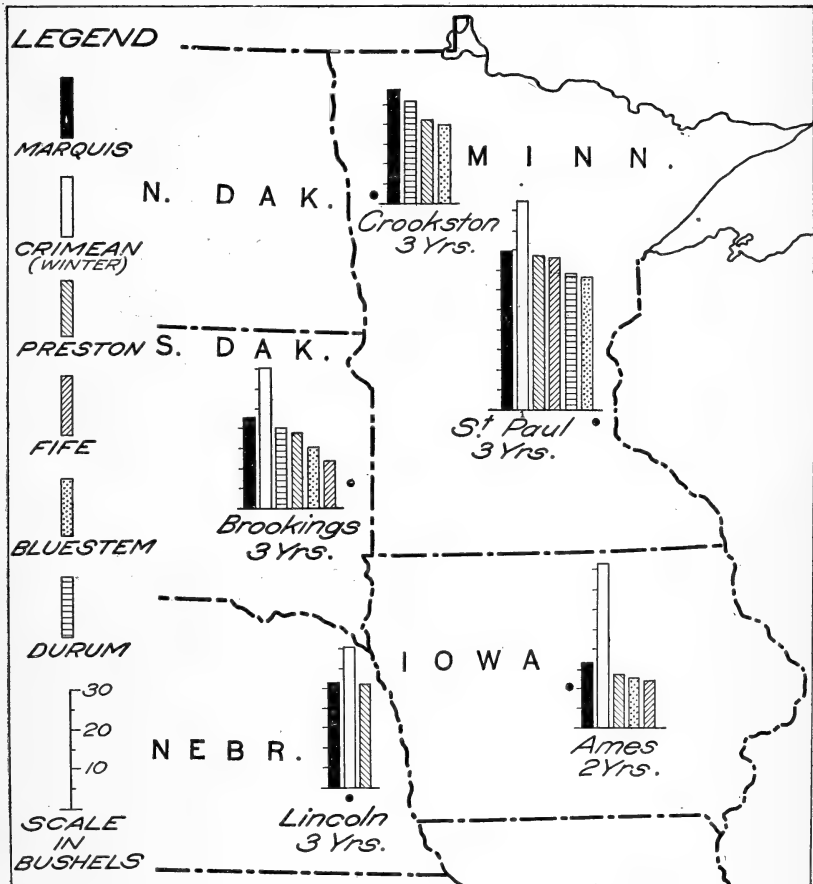 LEGEND
MARQUIS
CRIMEAN
(WINTER)
PRESTON
FIFE
BLUESTEM
DURUM
30
20
10
SCALE
IN
BUSHELS
N. DAK.
MINN.
Crookston
3 Yrs.
St Paul
3 Yrs.
S. DAK.
Brookings
3 Yrs.
IOWA
Ames
2 Yrs.
NEBR.
Lincoln
3 Yrs.